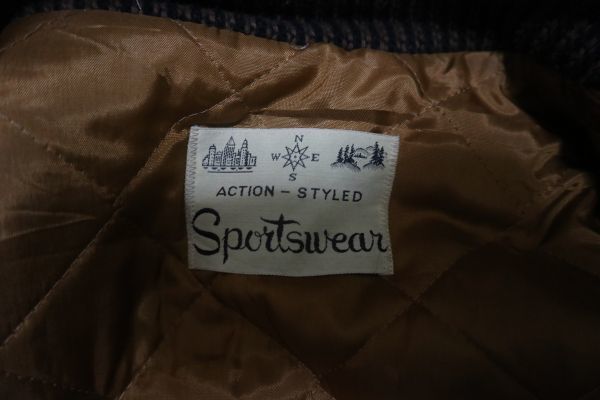 N
W E
S
ACTION – STYLED
Sportswear